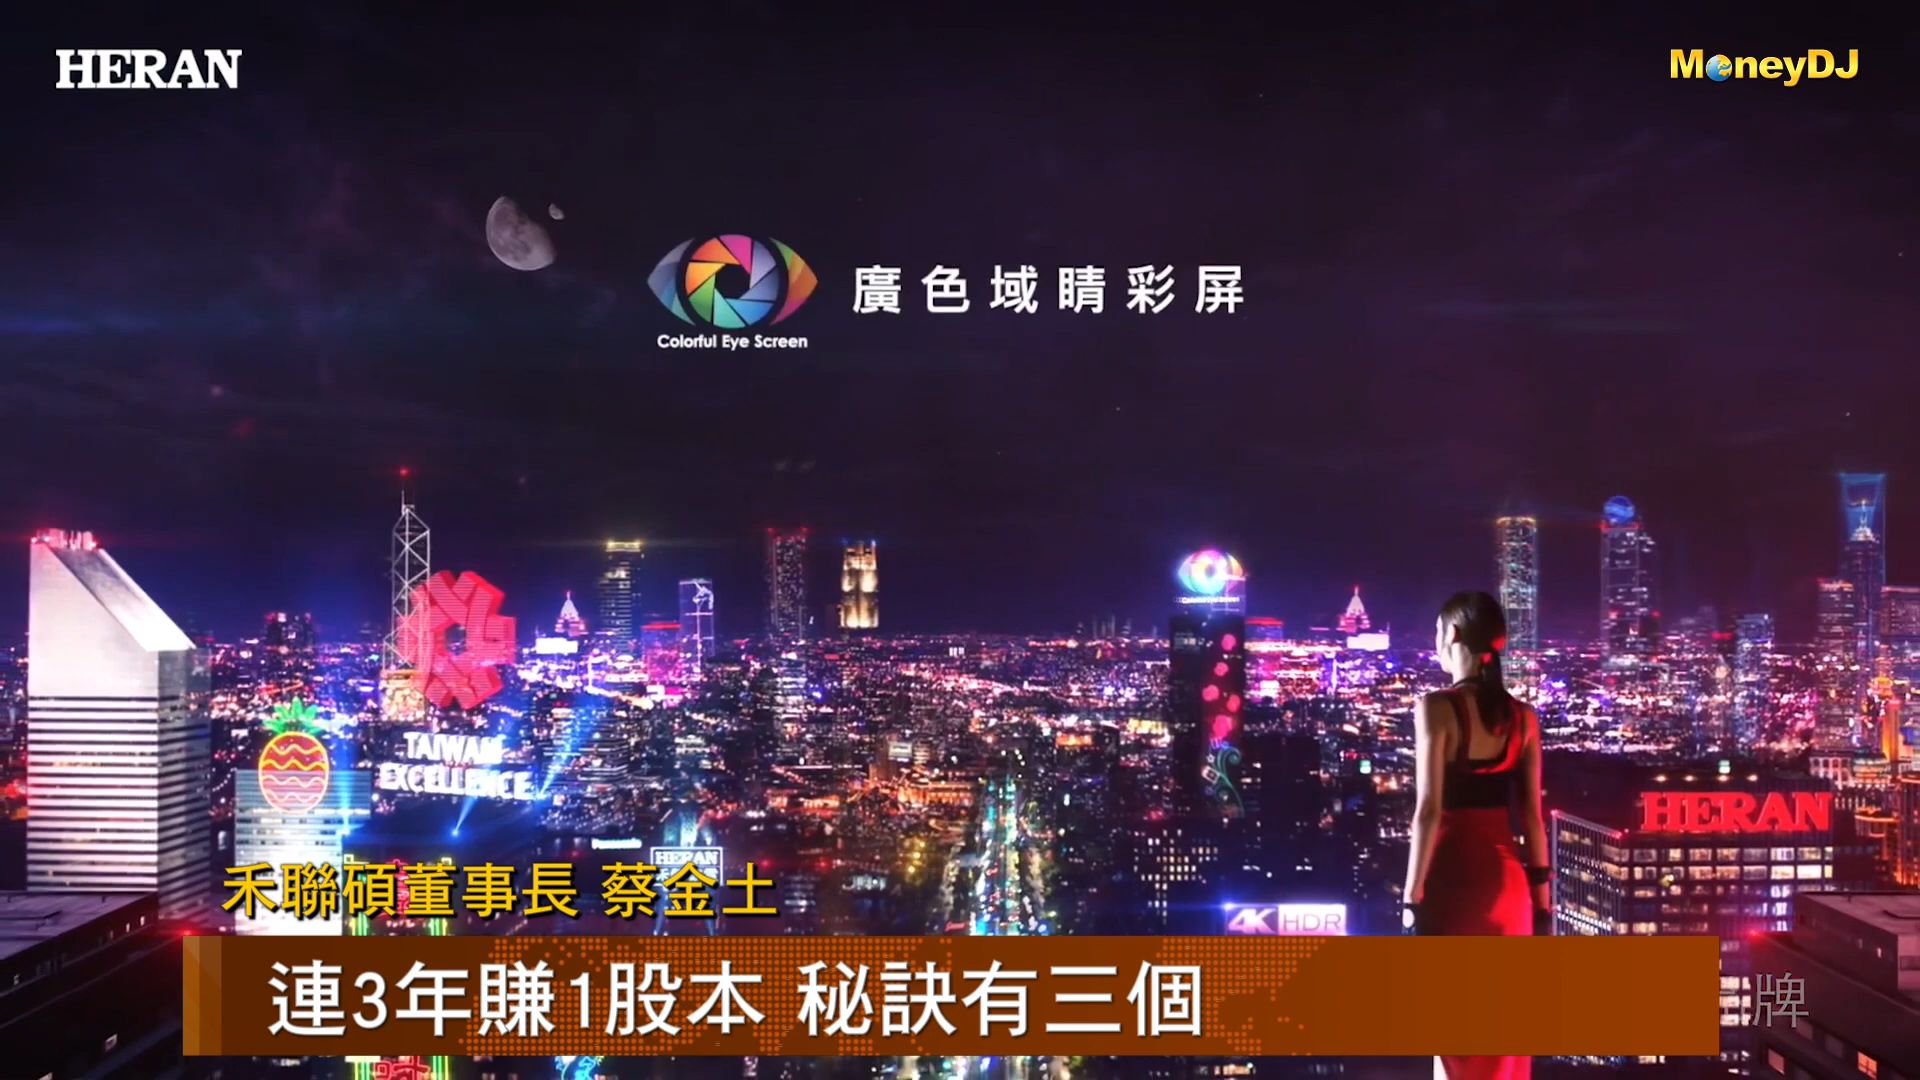 HERAN
MoneyDJ
廣色域睛彩屏
Colorful Eye Screen
TAIWAN
EXCELLENCE
HERAN
HERAN
4K HDR
禾聯碩董事長 蔡金土
連3年賺1股本 秘訣有三個
牌